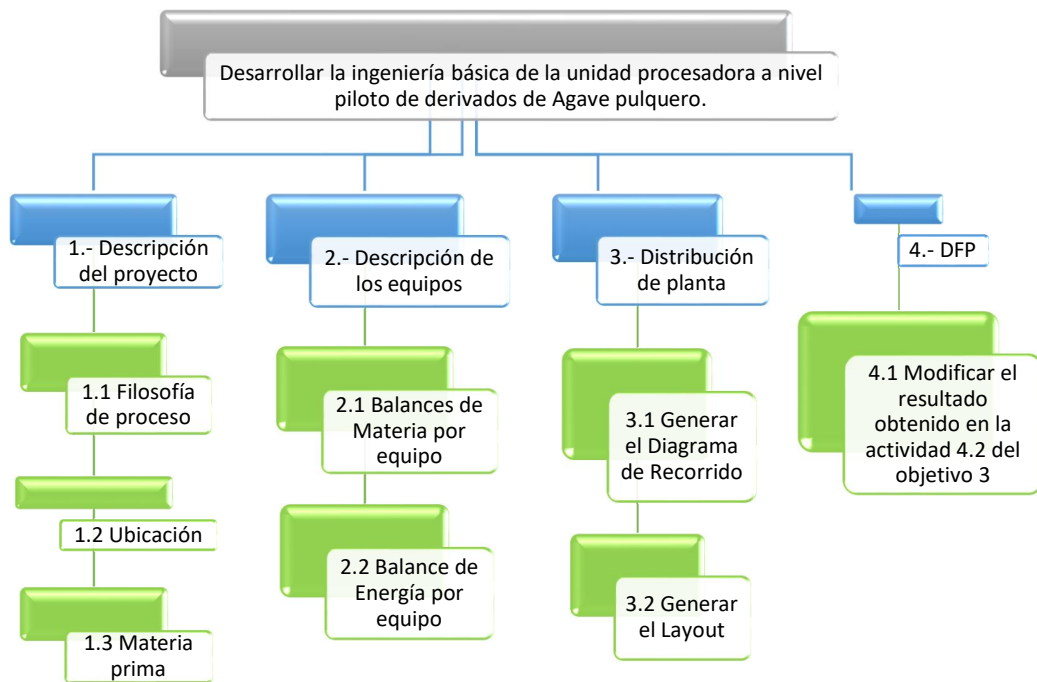 Desarrollar la ingeniería básica de la unidad procesadora a nivel
piloto de derivados de Agave pulquero.
1.- Descripción
del proyecto
1.1 Filosofía
de proceso
1.2 Ubicación
1.3 Materia
prima
2.- Descripción de
los equipos
2.1 Balances de
Materia por
equipo
2.2 Balance de
Energía por
equipo
3.- Distribución
de planta
3.1 Generar
el Diagrama
de Recorrido
3.2 Generar
el Layout
4.- DFP
4.1 Modificar el
resultado
obtenido en la
actividad 4.2 del
objetivo 3